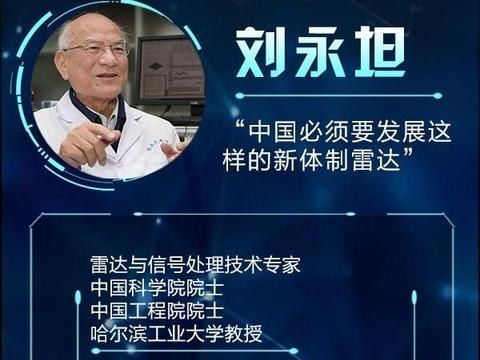 刘永坦
“中国必须要发展这
样的新体制雷达”
雷达与信号处理技术专家
中国科学院院士
中国工程院院士
哈尔滨工业大学教授